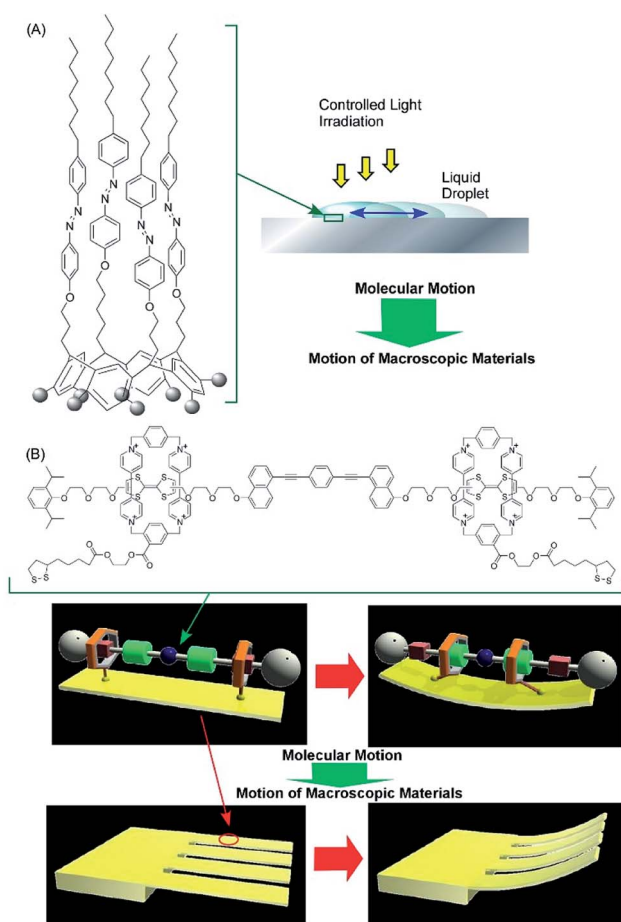 (A)
Controlled Light
Irradiation
Liquid
Droplet
N
N
N
N
N
N
N
N
O
O
O
O
Molecular Motion
Motion of Macroscopic Materials
(B)
N+
N+
N+
N+
S
S
S
S
S
S
S
S
O
O
O
O
O
O
O
O
O
O
O
O
N+
N+
N+
N+
O
O
O
O
O
O
O
O
S-S
S-S
Molecular Motion
Motion of Macroscopic Materials